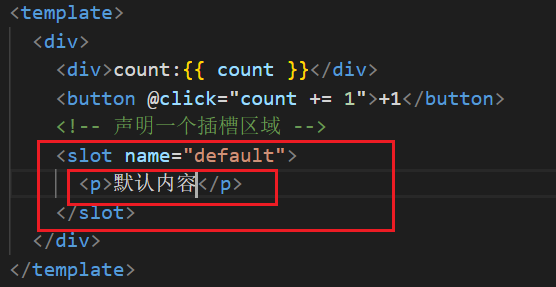 <template>
<div>
<div>count:{{ count }}</div>
<button @click="count += 1">+1</button>
<!-- 声明一个插槽区域 -->
<slot name="default">
<p>默认内容</p>
</slot>
</div>
</template>